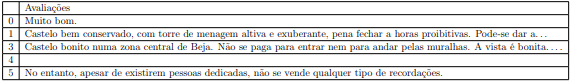 Avaliações
0 Muito bom.
1 Castelo bem conservado, com torre de menagem altiva e exuberante, pena fechar a horas proibitivas. Pode-se dar a...
3 Castelo bonito numa zona central de Beja. Não se paga para entrar nem para andar pelas muralhas. A vista é bonita....
4
5 No entanto, apesar de existirem pessoas dedicadas, não se vende qualquer tipo de recordações.